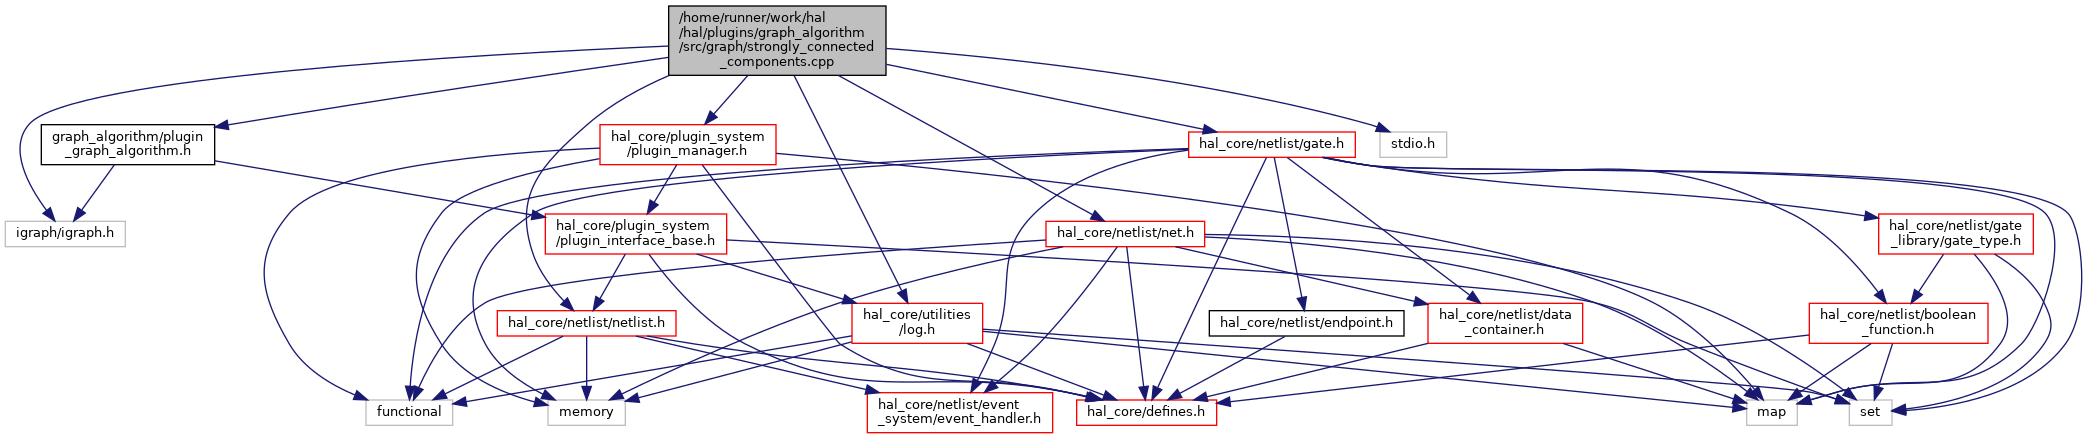 /home/runner/work/hal
/hal/plugins/graph_algorithm
/src/graph/strongly_connected
_components.cpp
graph_algorithm/plugin
_graph_algorithm.h
hal_core/plugin_system
/plugin_manager.h
hal_core/netlist/gate.h
stdio.h
igraph/igraph.h
hal_core/plugin_system
/plugin_interface_base.h
hal_core/netlist/net.h
hal_core/netlist/gate
_library/gate_type.h
hal_core/netlist/netlist.h
hal_core/utilities
/log.h
hal_core/netlist/endpoint.h
hal_core/netlist/data
_container.h
hal_core/netlist/boolean
_function.h
functional
memory
hal_core/netlist/event
_system/event_handler.h
hal_core/defines.h
map
set